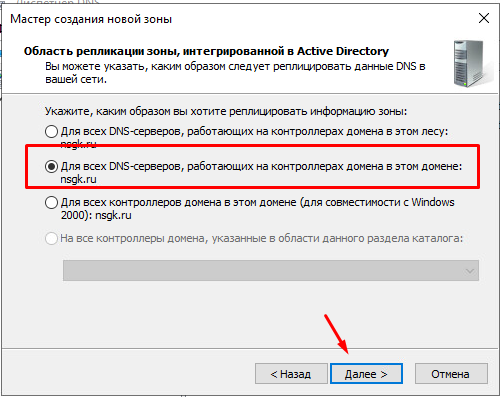 Мастер создания новой зоны
Область репликации зоны, интегрированной в Active Directory
Вы можете указать, каким образом следует реплицировать данные DNS в
вашей сети.
Укажите, каким образом вы хотите реплицировать информацию зоны:
Для всех DNS-серверов, работающих на контроллерах домена в этом лесу:
nsgk.ru
Для всех DNS-серверов, работающих на контроллерах домена в этом домене:
nsgk.ru
Для всех контроллеров домена в этом домене (для совместимости с Windows
2000): nsgk.ru
На все контроллеры домена, указанные в области данного раздела каталога:
< Назад
Далее >
Отмена